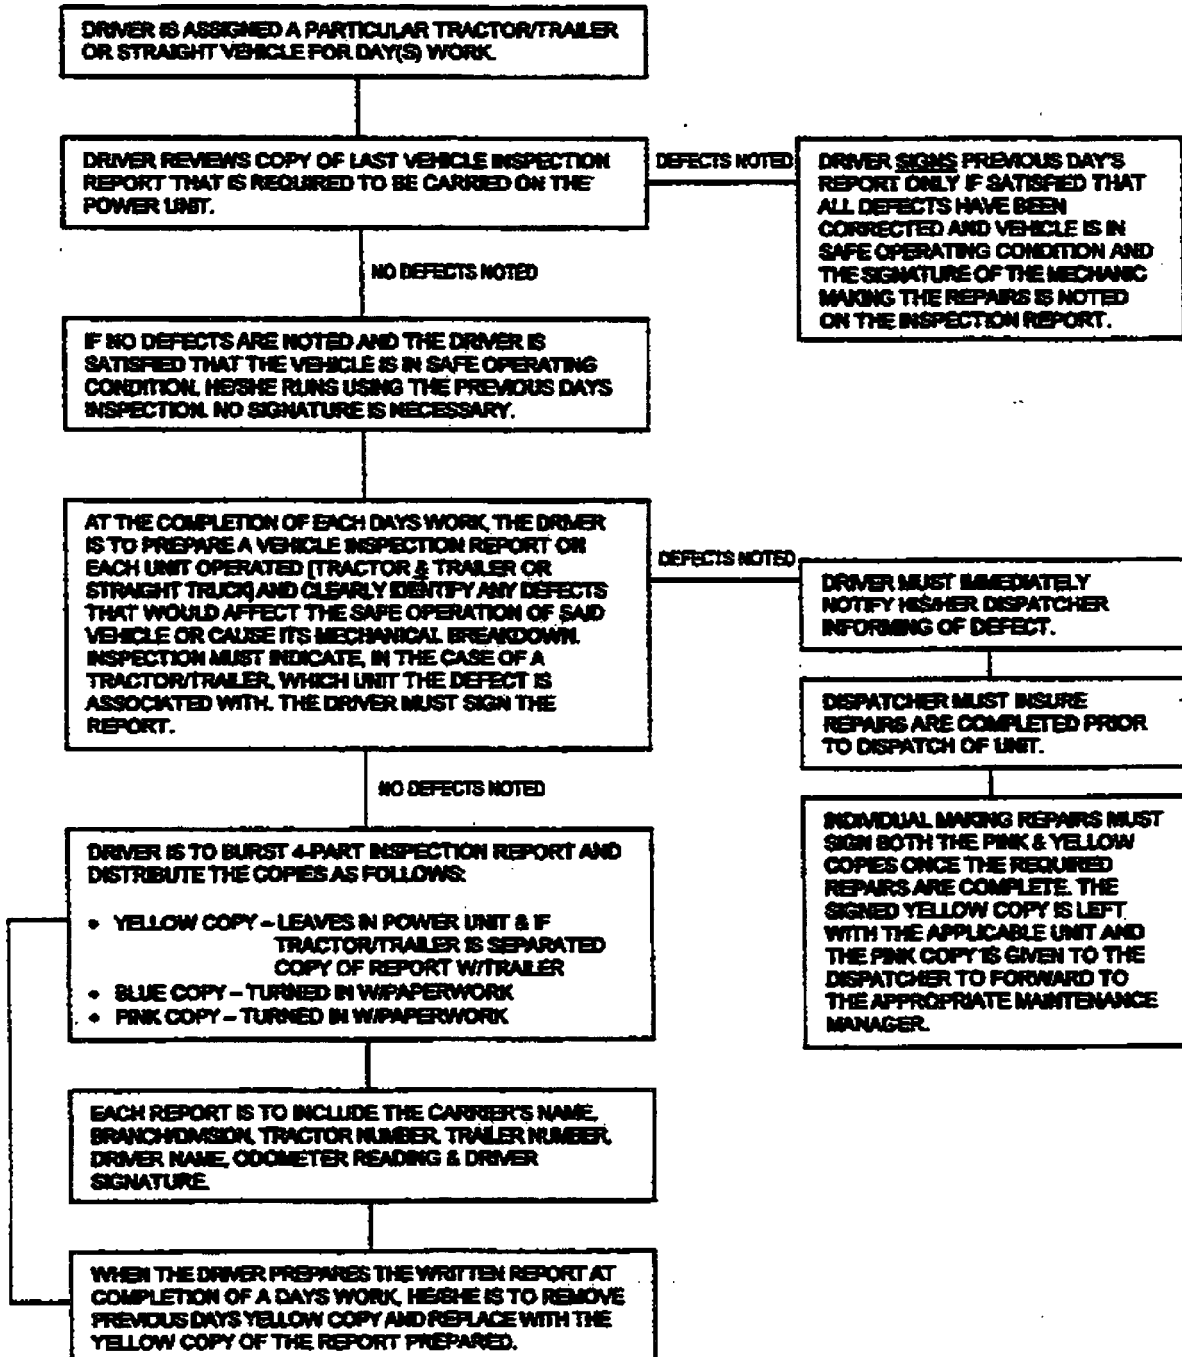 DRIVER IS ASSIGNED A PARTICULAR TRACTOR/TRAILER
OR STRAIGHT VEHICLE FOR DAY(S) WORK.
DRIVER REVIEWS COPY OF LAST VEHICLE INSPECTION
REPORT THAT IS REQUIRED TO BE CARRIED ON THE
POWER UNIT.
DEFECTS NOTED
DRIVER SIGNS PREVIOUS DAY'S
REPORT ONLY IF SATISFIED THAT
ALL DEFECTS HAVE BEEN
CORRECTED AND VEHICLE IS IN
SAFE OPERATING CONDITION AND
THE SIGNATURE OF THE MECHANIC
MAKING THE REPAIRS IS NOTED
ON THE INSPECTION REPORT.
NO DEFECTS NOTED
IF NO DEFECTS ARE NOTED AND THE DRIVER IS
SATISFIED THAT THE VEHICLE IS IN SAFE OPERATING
CONDITION, HE/SHE RUNS USING THE PREVIOUS DAYS
INSPECTION. NO SIGNATURE IS NECESSARY.
AT THE COMPLETION OF EACH DAYS WORK, THE DRIVER
IS TO PREPARE A VEHICLE INSPECTION REPORT ON
EACH UNIT OPERATED [TRACTOR & TRAILER OR
STRAIGHT TRUCK] AND CLEARLY IDENTIFY ANY DEFECTS
THAT WOULD AFFECT THE SAFE OPERATION OF SAID
VEHICLE OR CAUSE ITS MECHANICAL BREAKDOWN.
INSPECTION MUST INDICATE, IN THE CASE OF A
TRACTOR/TRAILER, WHICH UNIT THE DEFECT IS
ASSOCIATED WITH. THE DRIVER MUST SIGN THE
REPORT.
DEFECTS NOTED
DRIVER MUST IMMEDIATELY
NOTIFY HIS/HER DISPATCHER
INFORMING OF DEFECT.
DISPATCHER MUST INSURE
REPAIRS ARE COMPLETED PRIOR
TO DISPATCH OF UNIT.
INDIVIDUAL MAKING REPAIRS MUST
SIGN BOTH THE PINK & YELLOW
COPIES ONCE THE REQUIRED
REPAIRS ARE COMPLETE. THE
SIGNED YELLOW COPY IS LEFT
WITH THE APPLICABLE UNIT AND
THE PINK COPY IS GIVEN TO THE
DISPATCHER TO FORWARD TO
THE APPROPRIATE MAINTENANCE
MANAGER.
NO DEFECTS NOTED
DRIVER IS TO BURST 4-PART INSPECTION REPORT AND
DISTRIBUTE THE COPIES AS FOLLOWS:
• YELLOW COPY – LEAVES IN POWER UNIT & IF
TRACTOR/TRAILER IS SEPARATED
COPY OF REPORT W/TRAILER
• BLUE COPY – TURNED IN W/PAPERWORK
• PINK COPY – TURNED IN W/PAPERWORK
EACH REPORT IS TO INCLUDE THE CARRIER'S NAME,
BRANCH/DIVISION, TRACTOR NUMBER, TRAILER NUMBER,
DRIVER NAME, ODOMETER READING & DRIVER
SIGNATURE.
WHEN THE DRIVER PREPARES THE WRITTEN REPORT AT
COMPLETION OF A DAYS WORK, HE/SHE IS TO REMOVE
PREVIOUS DAYS YELLOW COPY AND REPLACE WITH THE
YELLOW COPY OF THE REPORT PREPARED.